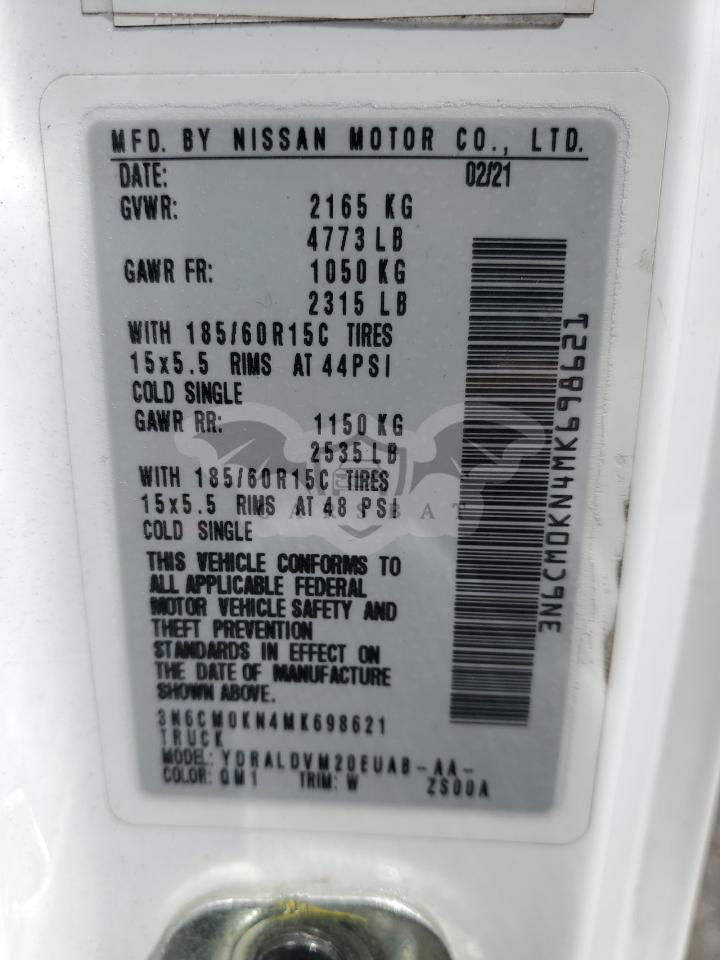 MFD. BY NISSAN MOTOR CO., LTD.
DATE: 02/21
GVWR: 2165 KG
4773 LB
GAWR FR: 1050 KG
2315 LB
WITH 185/60R15C TIRES
15x5.5 RIMS AT 44PSI
COLD SINGLE
GAWR RR: 1150 KG
2535 LB
WITH 185/60R15C TIRES
15x5.5 RIMS AT 48 PSI
COLD SINGLE
CARSBAT
THIS VEHICLE CONFORMS TO
ALL APPLICABLE FEDERAL
MOTOR VEHICLE SAFETY AND
THEFT PREVENTION
STANDARDS IN EFFECT ON
THE DATE OF MANUFACTURE
SHOWN ABOVE.
3N6CM0KN4MK698621
TRUCK
MODEL: YDRALDVM20EUAB-AA-
COLOR: QM1 TRIM: W ZS00A
3N6CM0KN4MK698621